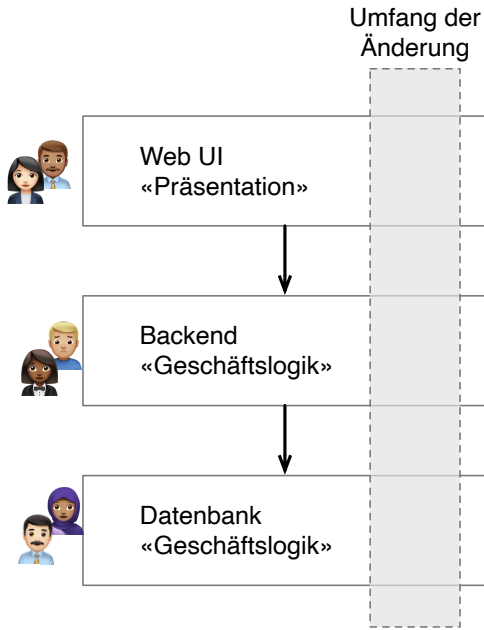 Umfang der
Änderung
Web UI
«Präsentation»
Backend
«Geschäftslogik»
Datenbank
«Geschäftslogik»